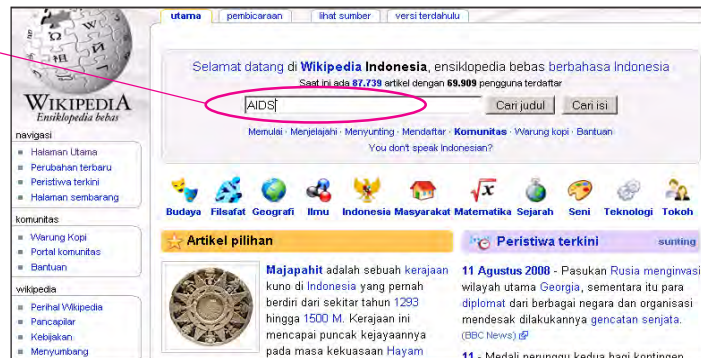 utama
pembicaraan
lihat sumber
versi terdahulu
WIKIPEDIA
Ensiklopedia bebas
Selamat datang di Wikipedia Indonesia, ensiklopedia bebas berbahasa Indonesia
Saat ini ada 87.739 artikel dengan 69.909 pengguna terdaftar
AIDS
Cari judul
Cari isi
Memulai · Menjelajahi · Menyunting · Mendaftar · Komunitas · Warung kopi · Bantuan
You don't speak Indonesian?
navigasi
Halaman Utama
Perubahan terbaru
Peristiwa terkini
Halaman sembarang
komunitas
Warung Kopi
Portal komunitas
Bantuan
wikipedia
Perihal Wikipedia
Pancapilar
Kebijakan
Menyumbang
Budaya Filsafat Geografi Ilmu Indonesia Masyarakat Matematika Sejarah Seni Teknologi Tokoh
Artikel pilihan
Majapahit adalah sebuah kerajaan
kuno di Indonesia yang pernah
berdiri dari sekitar tahun 1293
hingga 1500 M. Kerajaan ini
mencapai puncak kejayaannya
pada masa kekuasaan Hayam
Peristiwa terkini
sunting
11 Agustus 2008 - Pasukan Rusia menginvasi
wilayah utama Georgia, sementara itu para
diplomat dari berbagai negara dan organisasi
mendesak dilakukannya gencatan senjata.
(BBC News)
11 - Medali perunggu kedua bagi kontingen